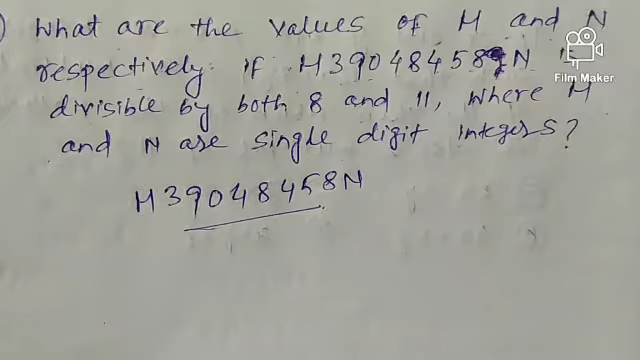 ) What are the values of M and N
respectively. If M39048458N is
divisible by both 8 and 11, where M
and N are single digit integers?
M39048458N
Film Maker